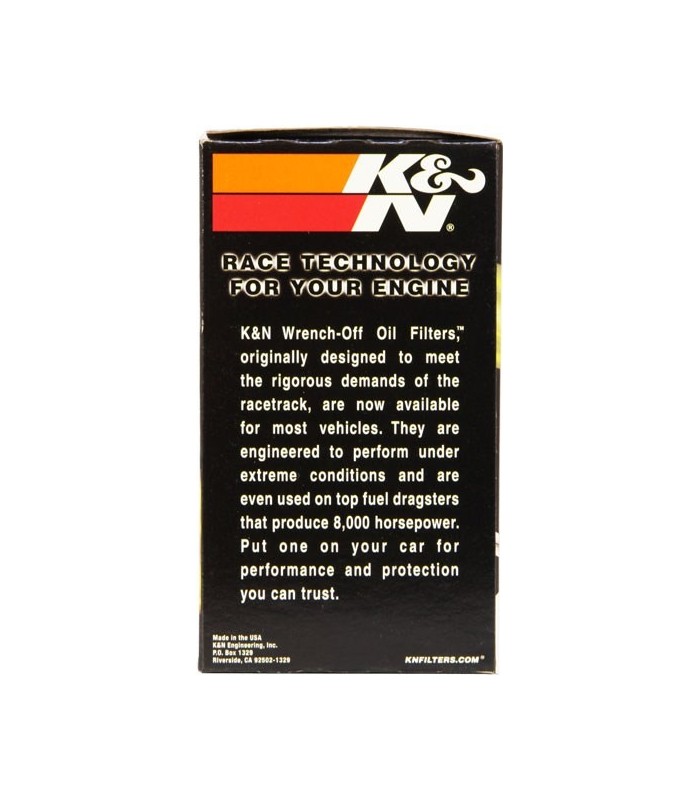 K&N®
RACE TECHNOLOGY
FOR YOUR ENGINE
K&N Wrench-Off Oil Filters,™
originally designed to meet
the rigorous demands of the
racetrack, are now available
for most vehicles. They are
engineered to perform under
extreme conditions and are
even used on top fuel dragsters
that produce 8,000 horsepower.
Put one on your car for
performance and protection
you can trust.
Made in the USA
K&N Engineering, Inc.
P.O. Box 1329
Riverside, CA 92502-1329
KNFILTERS.COM®